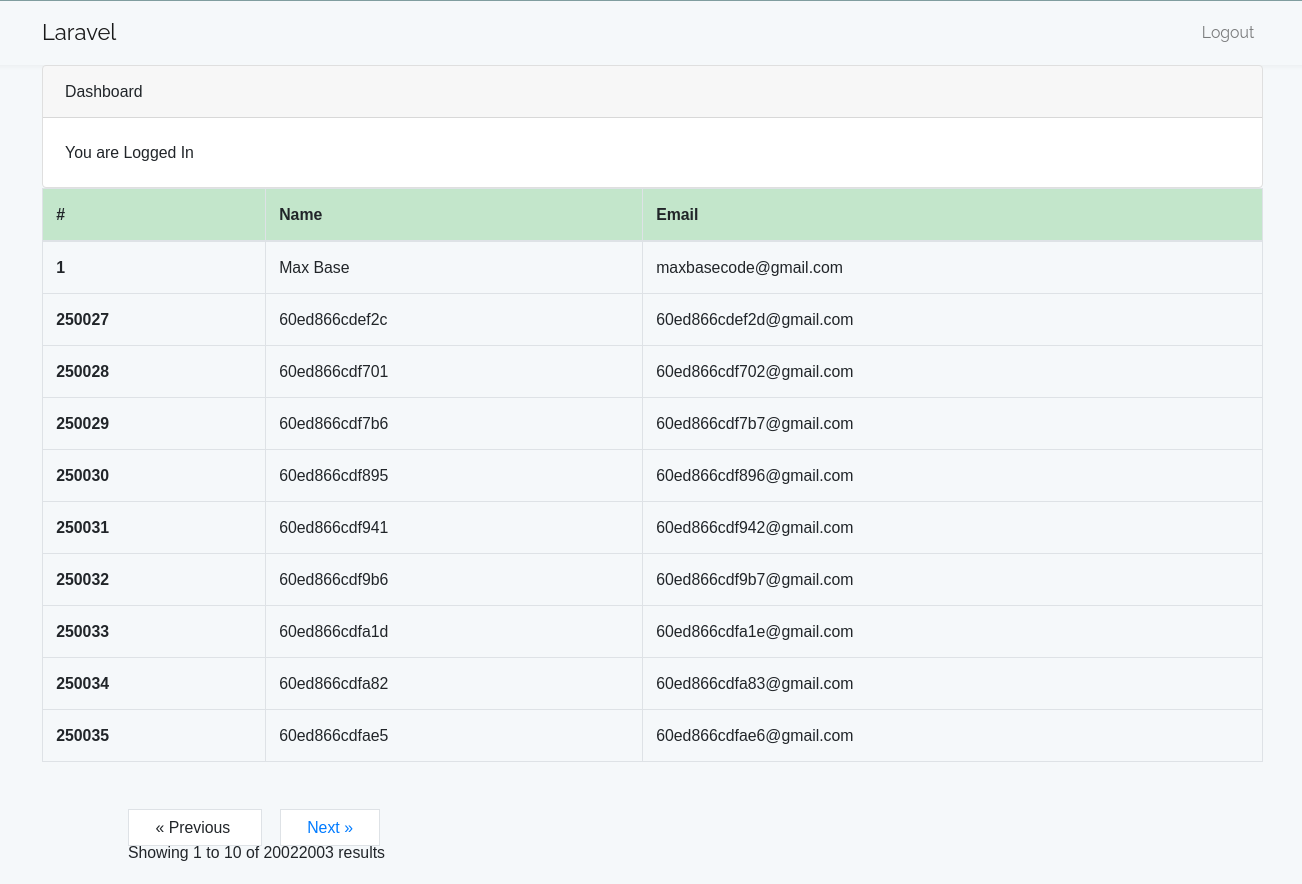 Laravel Logout
Dashboard
You are Logged In
# Name Email
1 Max Base maxbasecode@gmail.com
250027 60ed866cdef2c 60ed866cdef2d@gmail.com
250028 60ed866cdf701 60ed866cdf702@gmail.com
250029 60ed866cdf7b6 60ed866cdf7b7@gmail.com
250030 60ed866cdf895 60ed866cdf896@gmail.com
250031 60ed866cdf941 60ed866cdf942@gmail.com
250032 60ed866cdf9b6 60ed866cdf9b7@gmail.com
250033 60ed866cdfa1d 60ed866cdfa1e@gmail.com
250034 60ed866cdfa82 60ed866cdfa83@gmail.com
250035 60ed866cdfae5 60ed866cdfae6@gmail.com
« Previous Next »
Showing 1 to 10 of 20022003 results